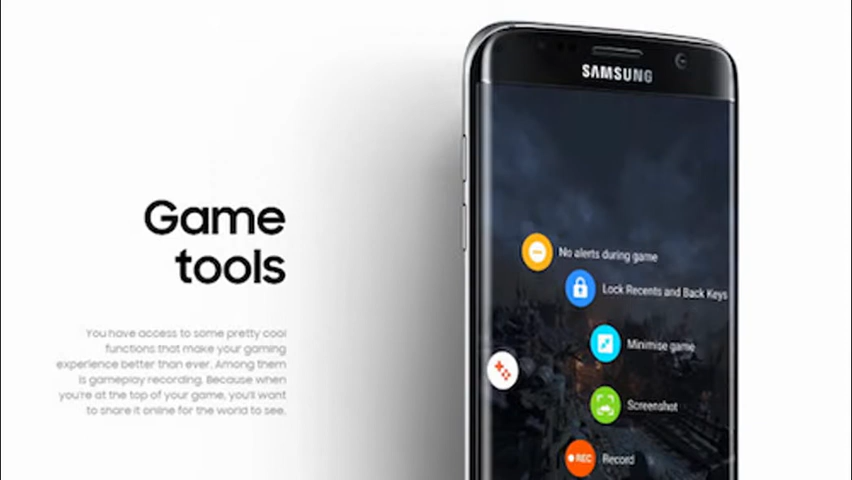 Game
tools
You have access to some pretty cool
functions that make your gaming
experience better than ever. Among them
is gameplay recording. Because when
you're at the top of your game, you'll want
to share it online for the world to see.
SAMSUNG
No alerts during game
Lock Recents and Back Keys
Minimise game
Screenshot
REC
Record